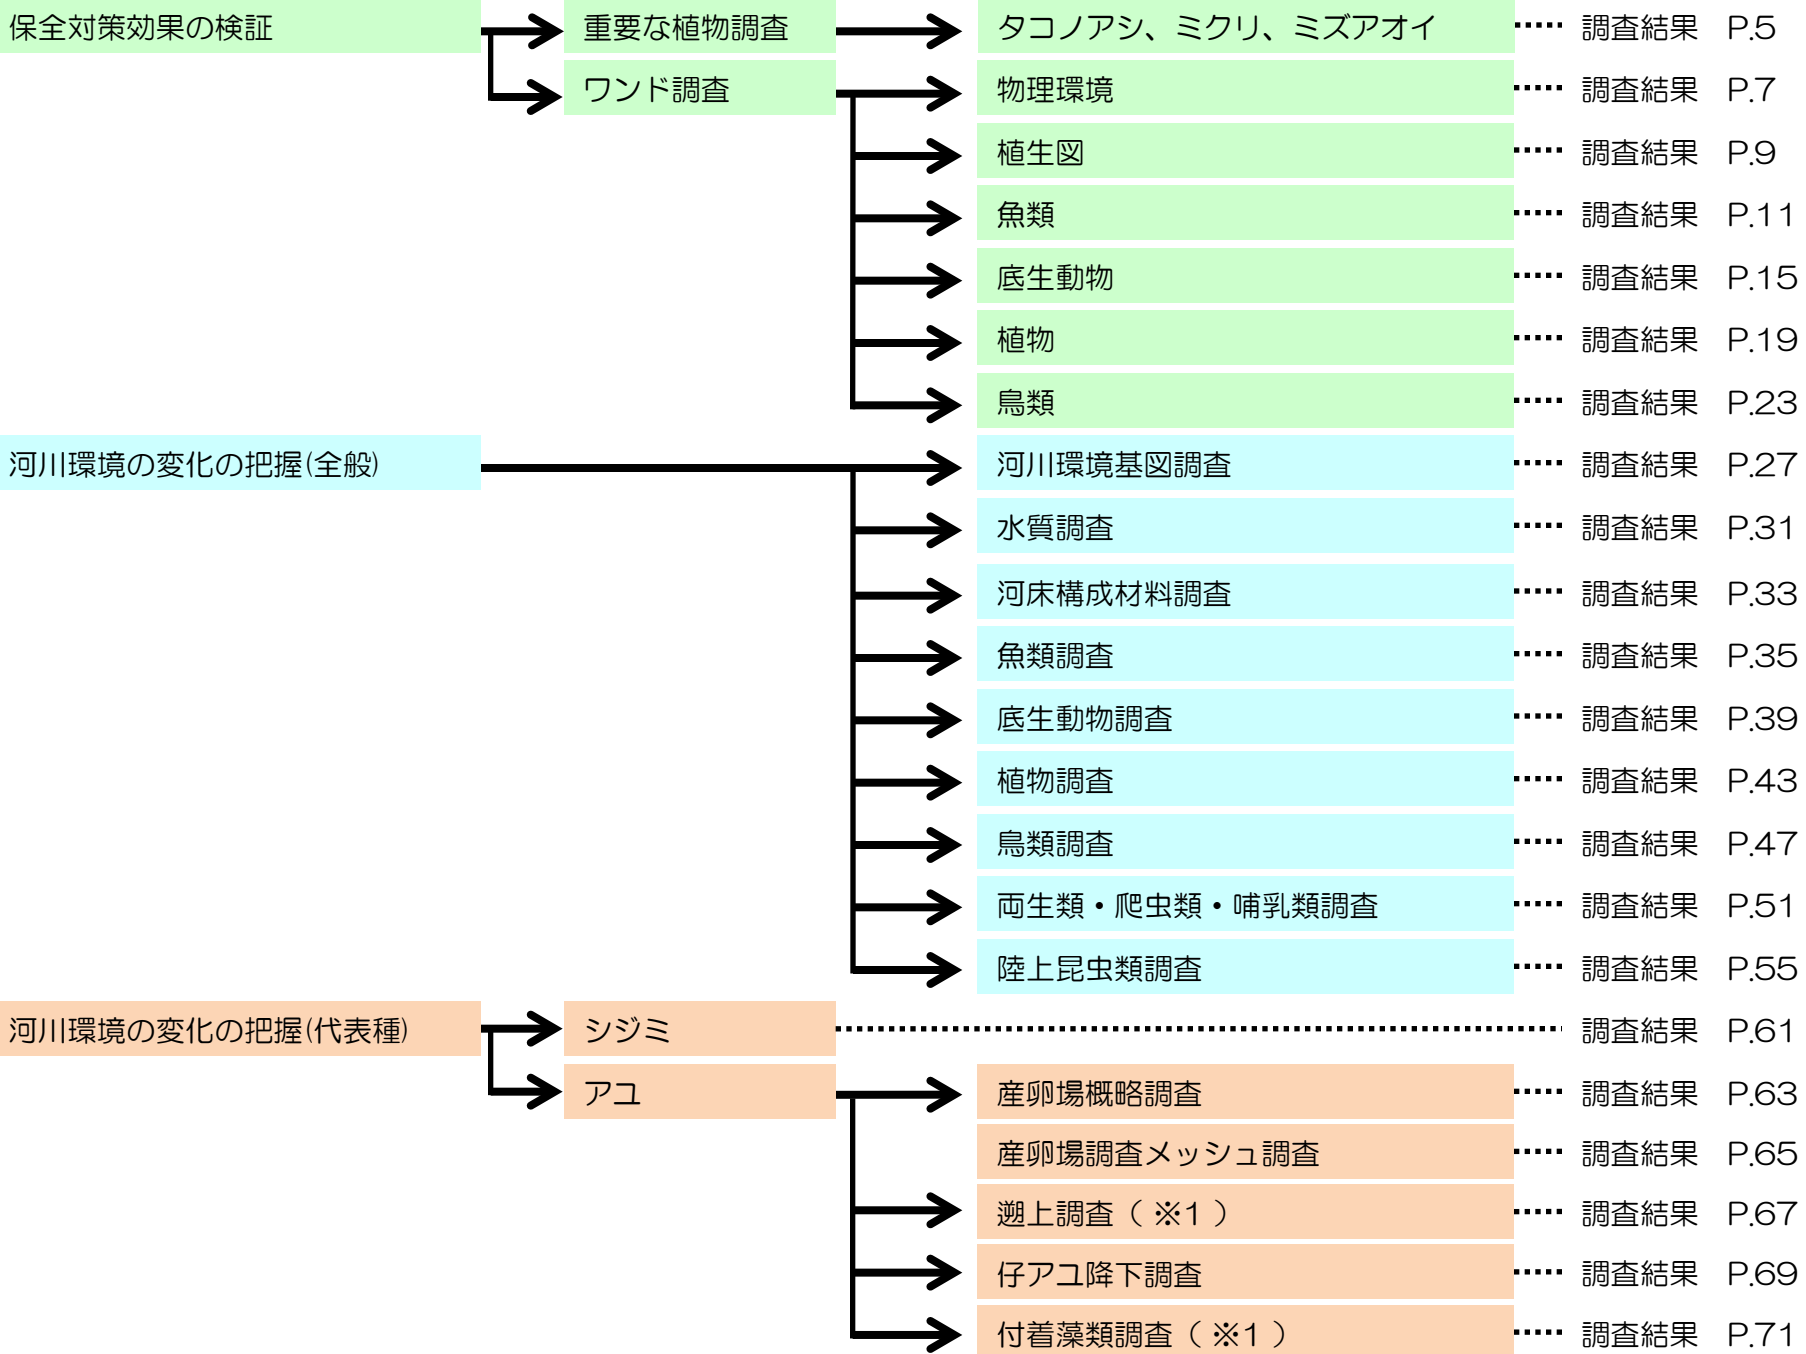 保全対策効果の検証 重要な植物調査 タコノアシ、ミクリ、ミズアオイ 調査結果 P.5
ワンド調査 物理環境 調査結果 P.7
植生図 調査結果 P.9
魚類 調査結果 P.11
底生動物 調査結果 P.15
植物 調査結果 P.19
鳥類 調査結果 P.23
河川環境の変化の把握(全般) 河川環境基図調査 調査結果 P.27
水質調査 調査結果 P.31
河床構成材料調査 調査結果 P.33
魚類調査 調査結果 P.35
底生動物調査 調査結果 P.39
植物調査 調査結果 P.43
鳥類調査 調査結果 P.47
両生類・爬虫類・哺乳類調査 調査結果 P.51
陸上昆虫類調査 調査結果 P.55
河川環境の変化の把握(代表種) シジミ 調査結果 P.61
アユ 産卵場概略調査 調査結果 P.63
産卵場調査メッシュ調査 調査結果 P.65
遡上調査（※1） 調査結果 P.67
仔アユ降下調査 調査結果 P.69
付着藻類調査（※1） 調査結果 P.71